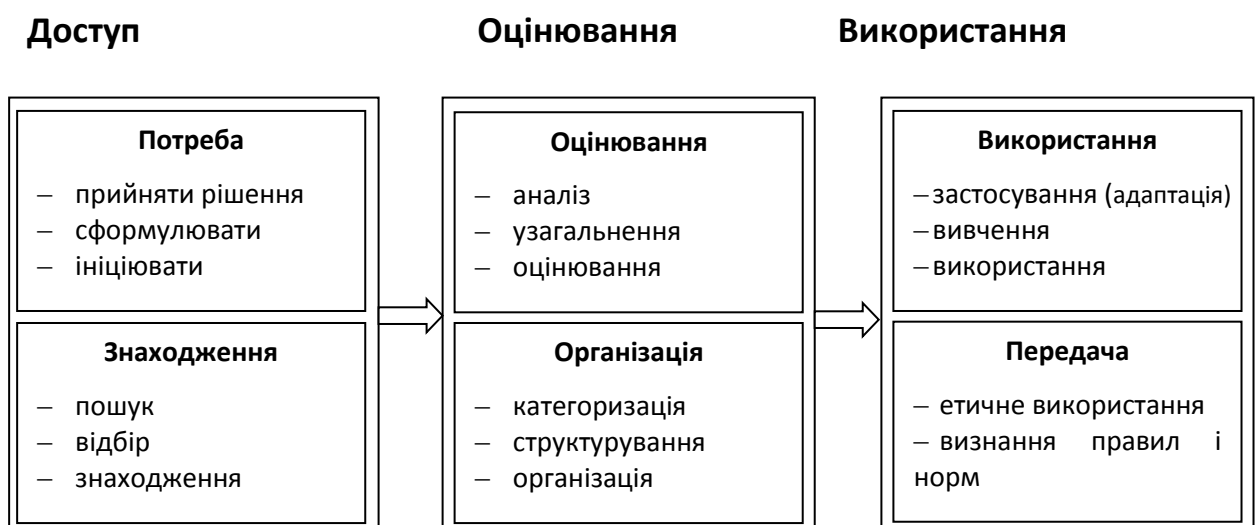 Доступ
Оцінювання
Використання
Потреба
– прийняти рішення
– сформулювати
– ініціювати
Знаходження
– пошук
– відбір
– знаходження
Оцінювання
– аналіз
– узагальнення
– оцінювання
Організація
– категоризація
– структурування
– організація
Використання
– застосування (адаптація)
– вивчення
– використання
Передача
– етичне використання
– визнання правил і
норм